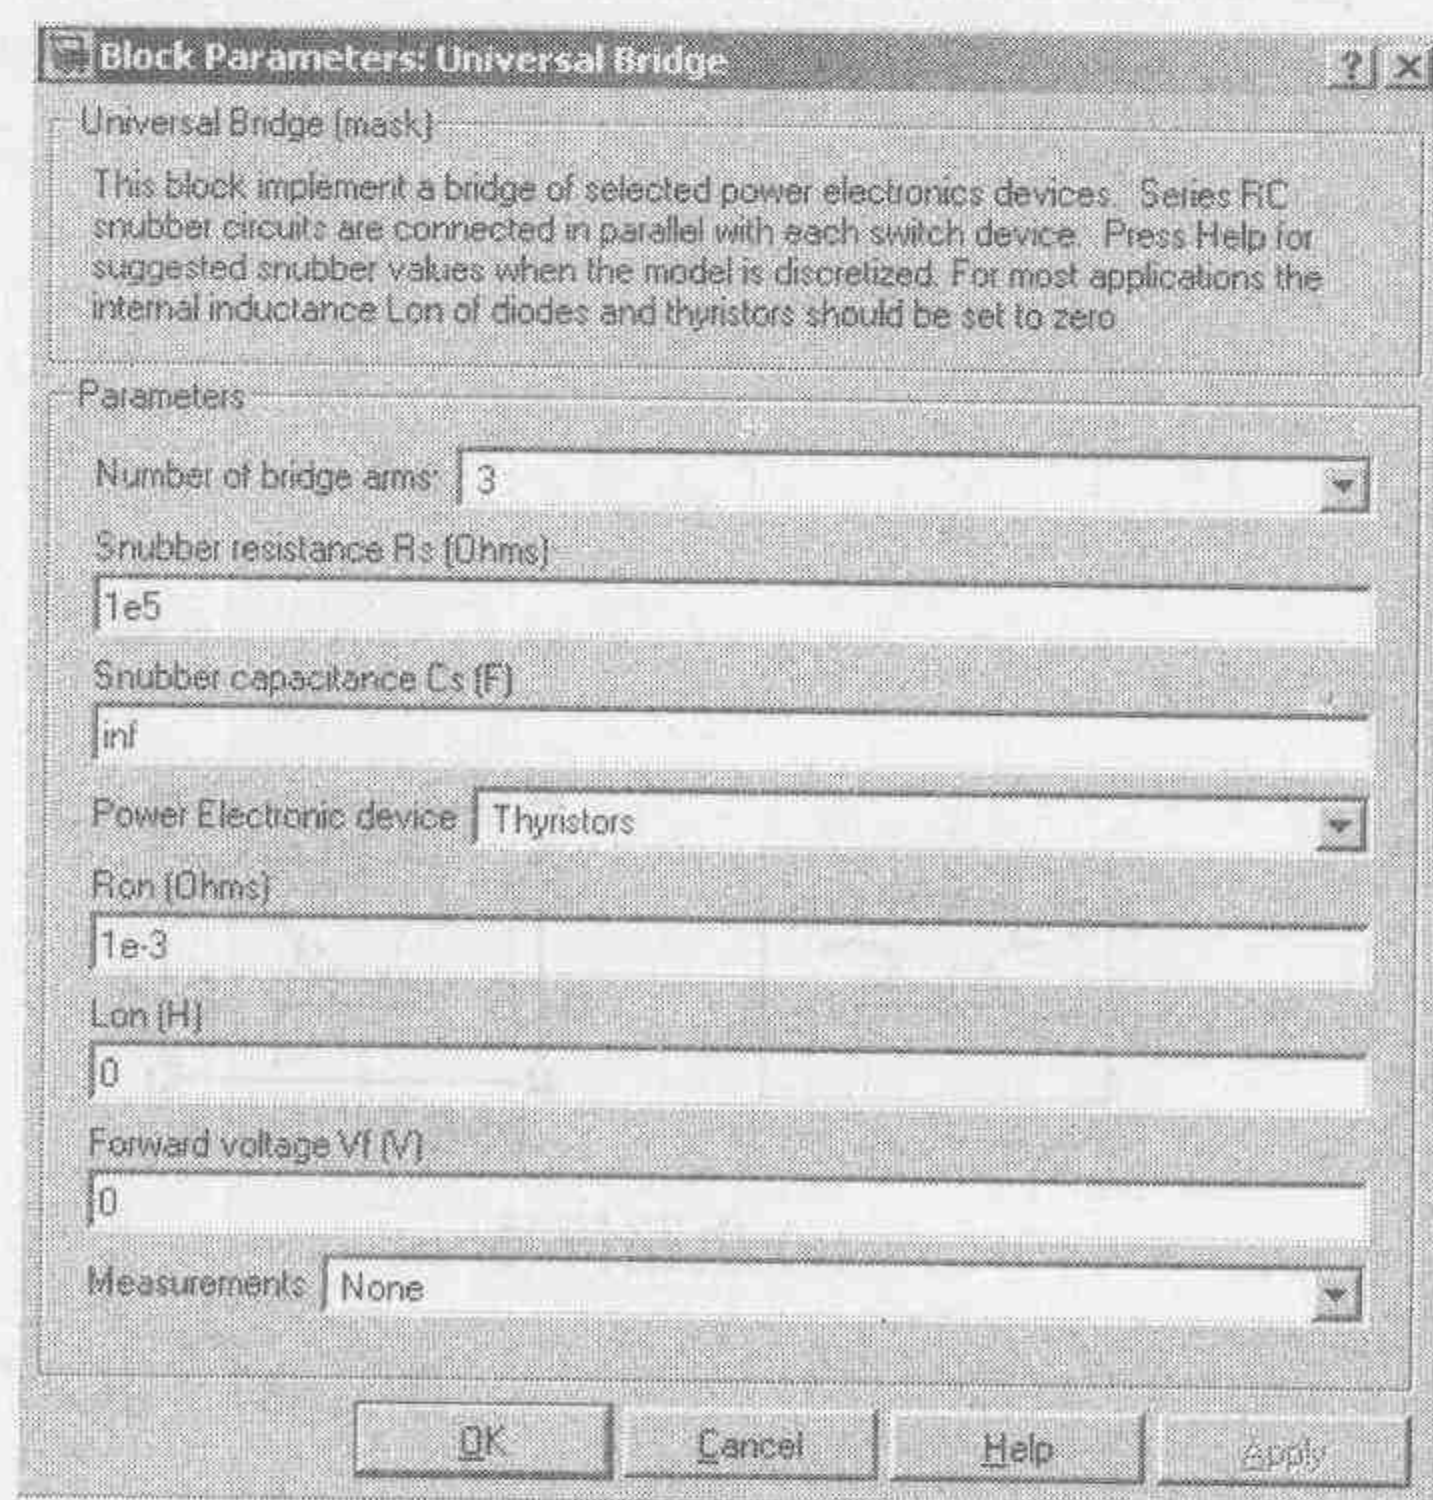 Block Parameters: Universal Bridge
? ×
Universal Bridge (mask)
This block implement a bridge of selected power electronics devices. Series RC
snubber circuits are connected in parallel with each switch device. Press Help for
suggested snubber values when the model is discretized. For most applications the
internal inductance Lon of diodes and thyristors should be set to zero
Parameters
Number of bridge arms: 3
Snubber resistance Rs (Ohms)
1e5
Snubber capacitance Cs (F)
inf
Power Electronic device Thyristors
Ron (Ohms)
1e-3
Lon (H)
0
Forward voltage Vf (V)
0
Measurements None
OK Cancel Help Apply